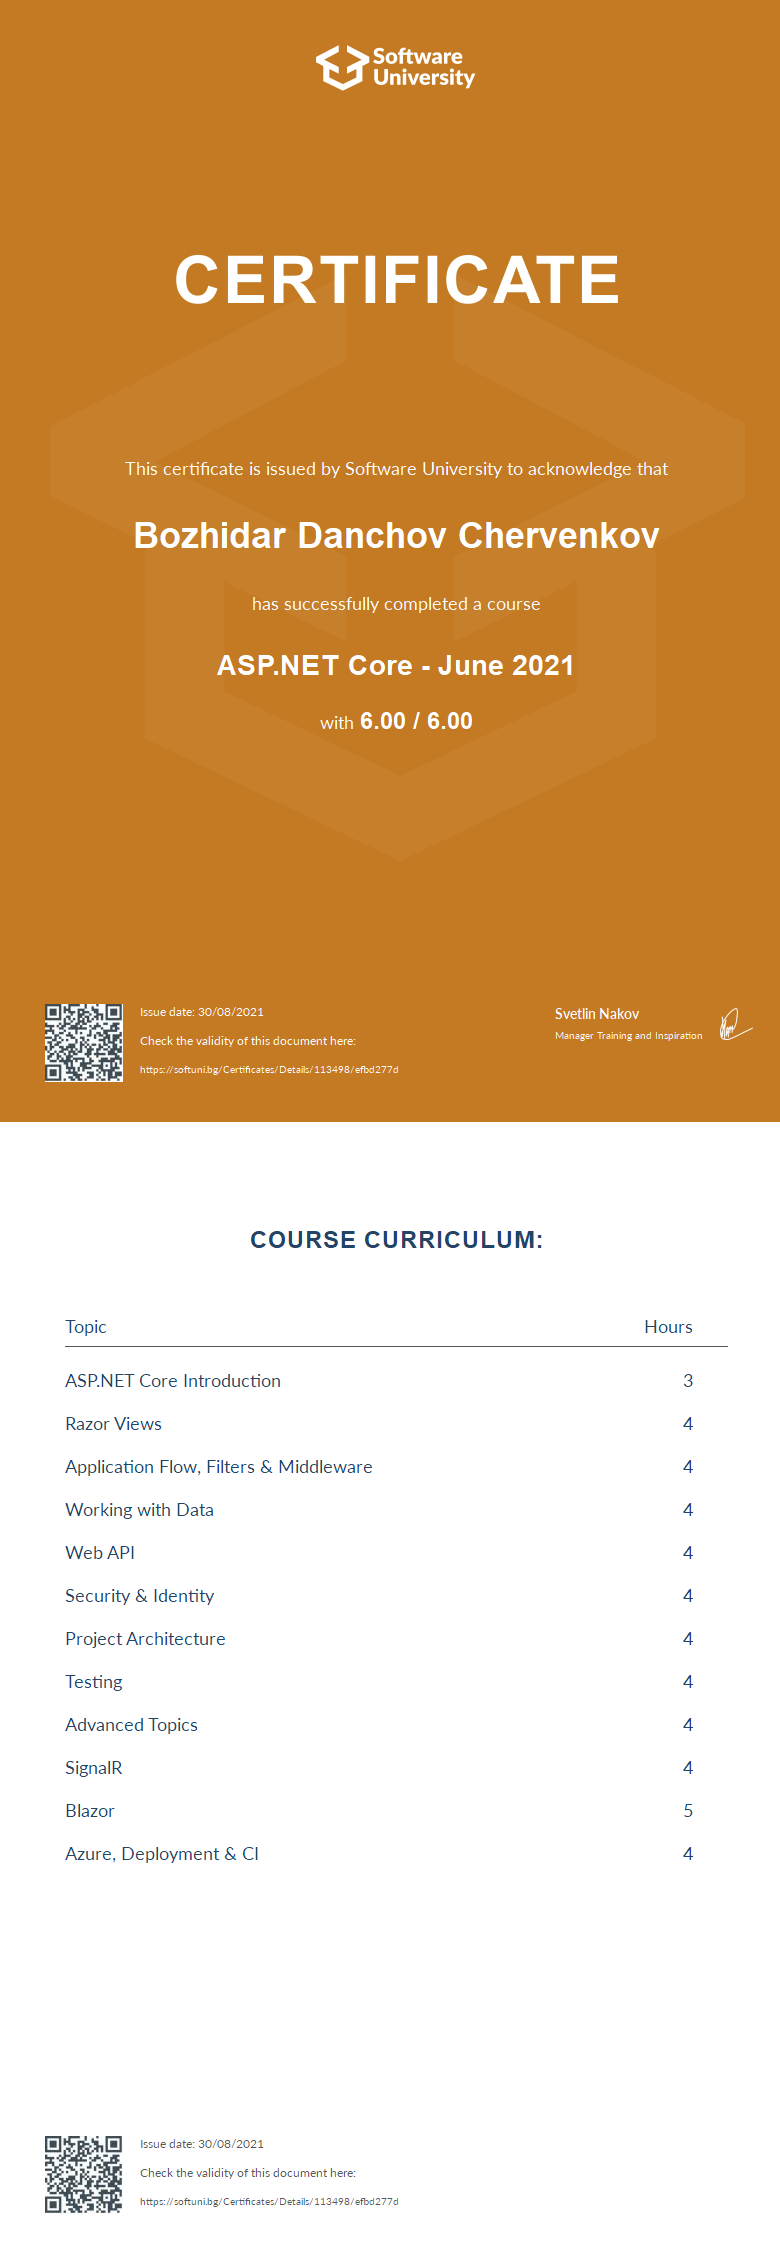 Software
University
CERTIFICATE
This certificate is issued by Software University to acknowledge that
Bozhidar Danchov Chervenkov
has successfully completed a course
ASP.NET Core - June 2021
with 6.00 / 6.00
Issue date: 30/08/2021
Check the validity of this document here:
https://softuni.bg/Certificates/Details/113498/efbd277d
Svetlin Nakov
Manager Training and Inspiration
COURSE CURRICULUM:
Topic Hours
ASP.NET Core Introduction 3
Razor Views 4
Application Flow, Filters & Middleware 4
Working with Data 4
Web API 4
Security & Identity 4
Project Architecture 4
Testing 4
Advanced Topics 4
SignalR 4
Blazor 5
Azure, Deployment & CI 4
Issue date: 30/08/2021
Check the validity of this document here:
https://softuni.bg/Certificates/Details/113498/efbd277d